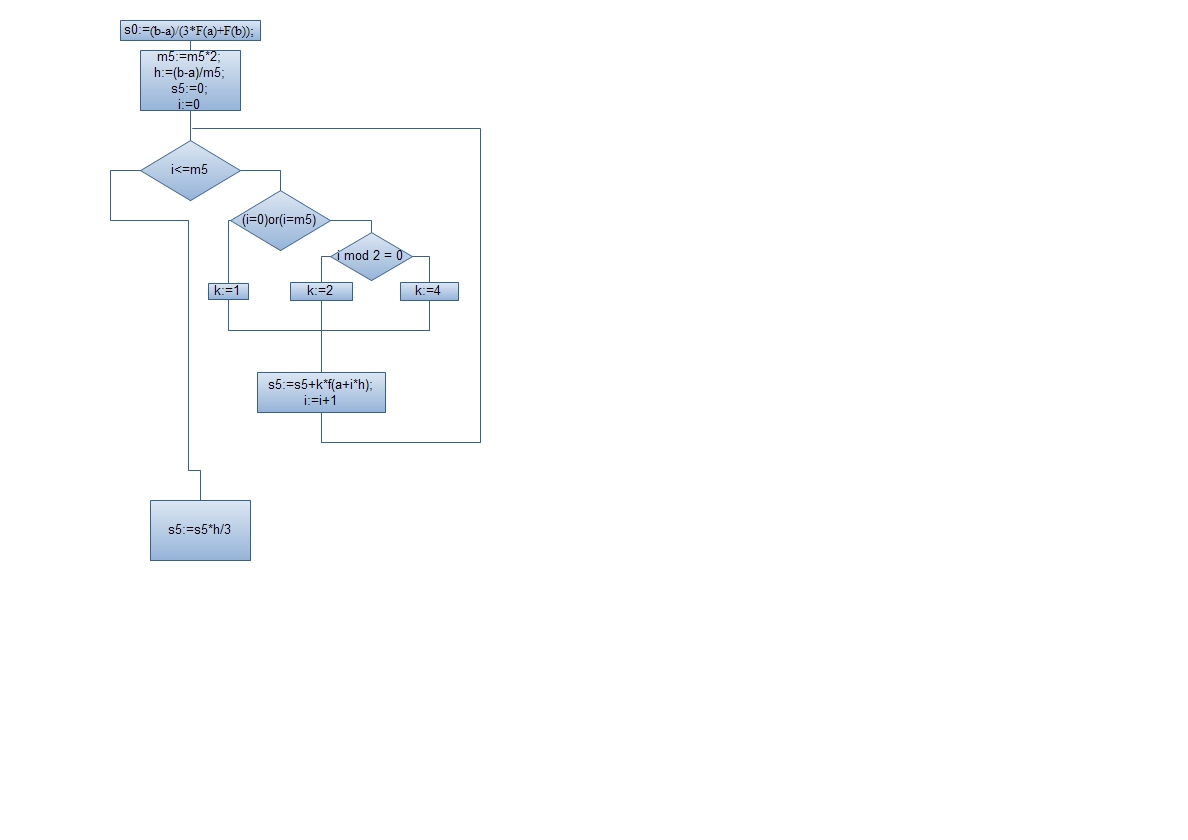 s0:=(b-a)/(3*F(a)+F(b));
m5:=m5*2;
h:=(b-a)/m5;
s5:=0;
i:=0
i<=m5
(i=0)or(i=m5)
i mod 2 = 0
k:=1
k:=2
k:=4
s5:=s5+k*f(a+i*h);
i:=i+1
s5:=s5*h/3